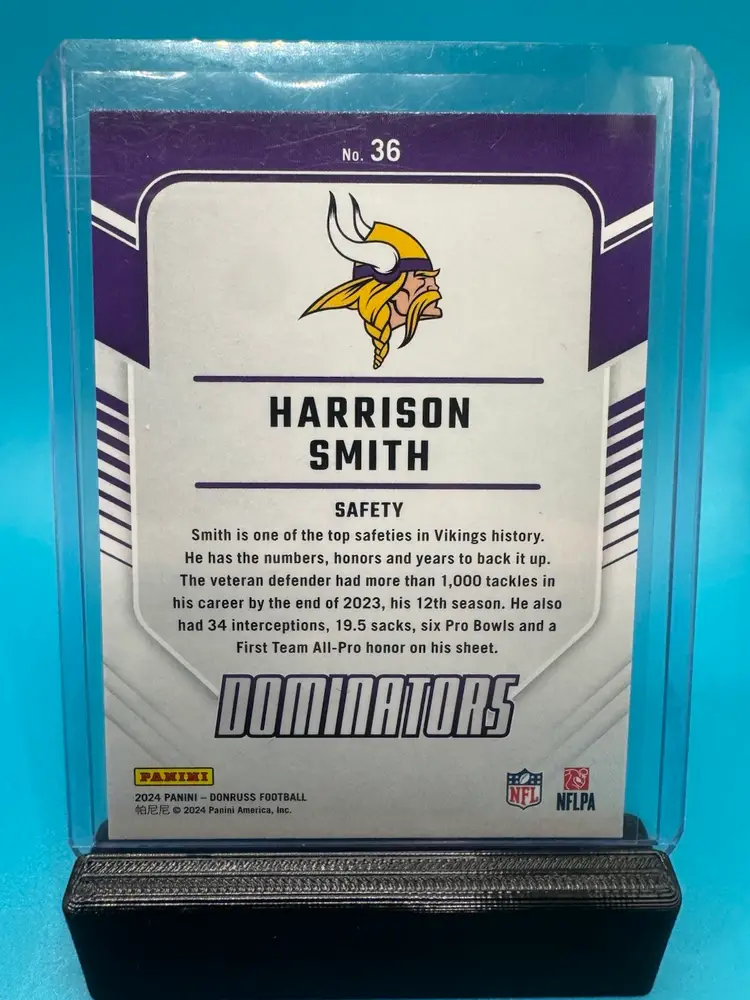 No. 36
HARRISON
SMITH
SAFETY
Smith is one of the top safeties in Vikings history.
He has the numbers, honors and years to back it up.
The veteran defender had more than 1,000 tackles in
his career by the end of 2023, his 12th season. He also
had 34 interceptions, 19.5 sacks, six Pro Bowls and a
First Team All-Pro honor on his sheet.
DOMINATORS
PANINI
2024 PANINI – DONRUSS FOOTBALL
帕尼尼 © 2024 Panini America, Inc.
NFL
NFLPA